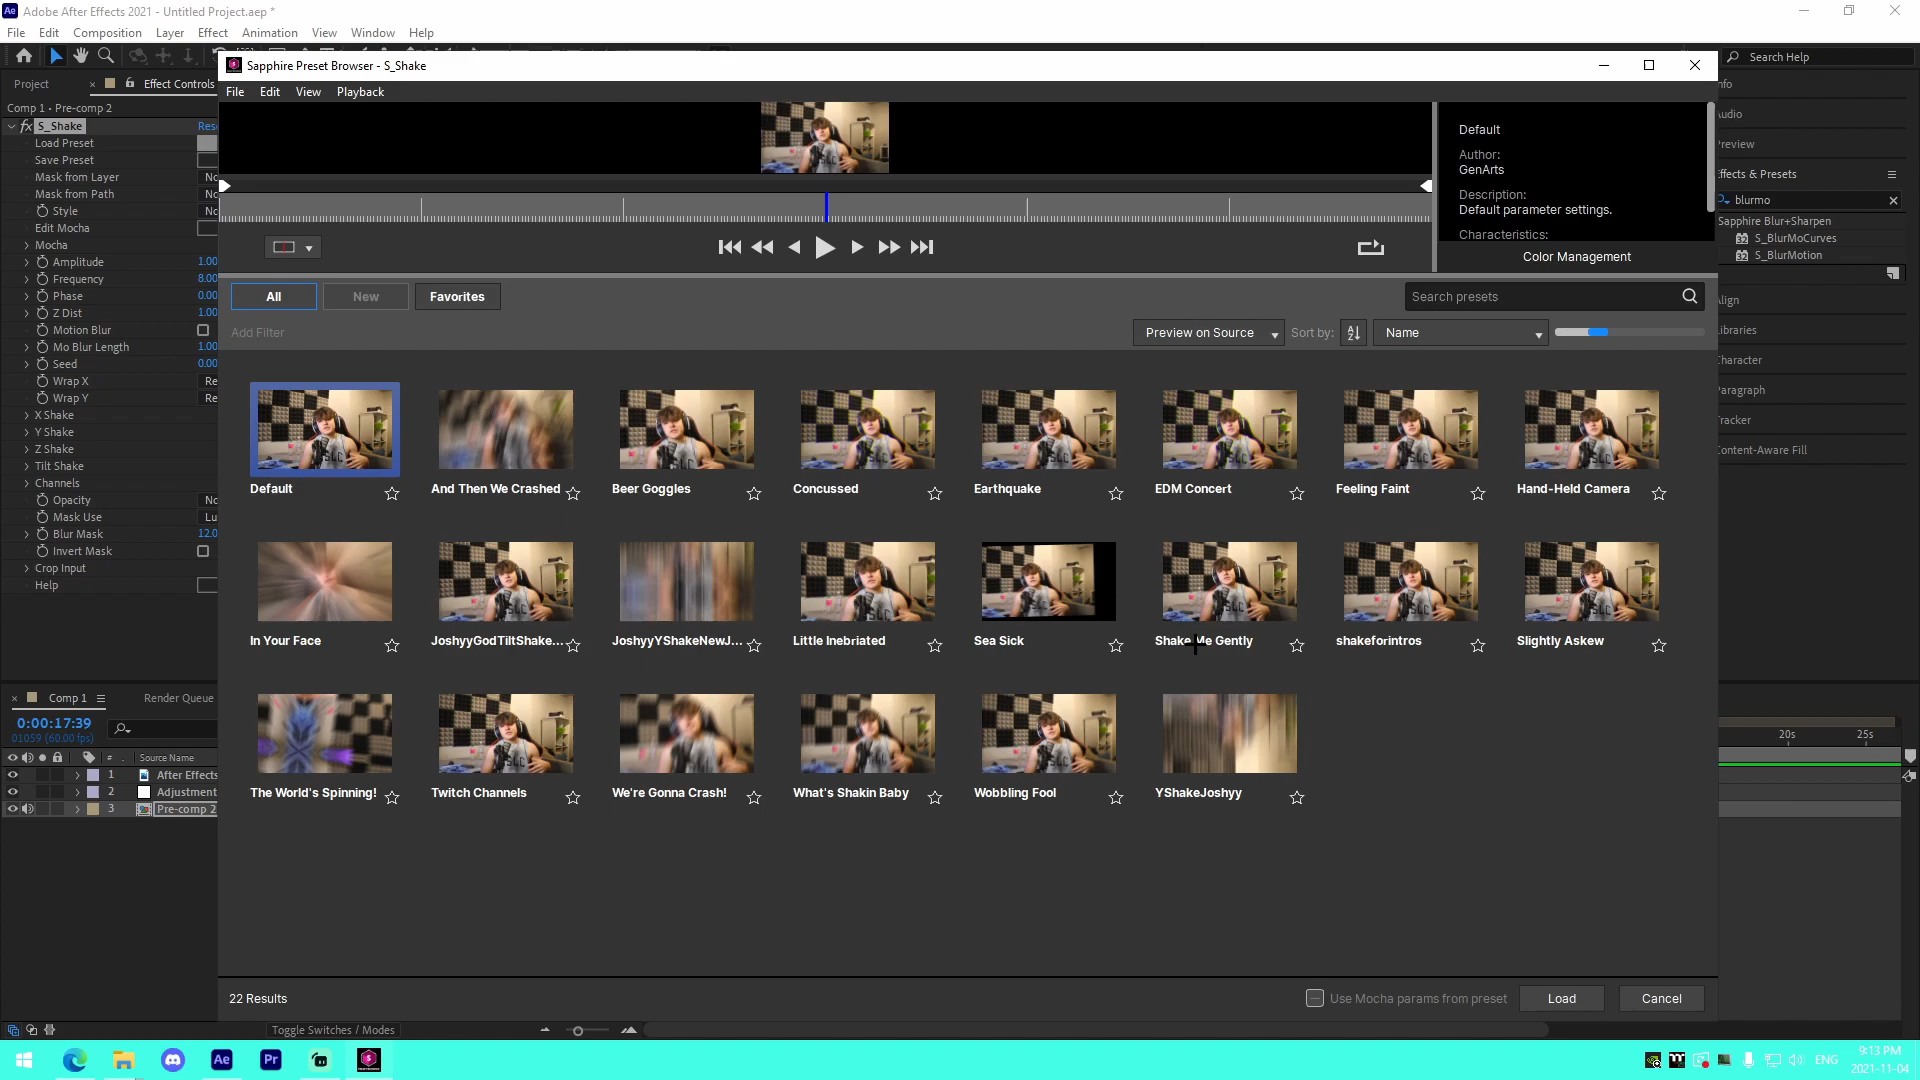 Adobe After Effects 2021 - Untitled Project.aep *
File Edit Composition Layer Effect Animation View Window Help
Search Help
Sapphire Preset Browser - S_Shake
File Edit View Playback
Project
Effect Controls
Comp 1 • Pre-comp 2
fx S_Shake
Load Preset
Save Preset
Mask from Layer
Mask from Path
Style
Edit Mocha
Mocha
Amplitude 1.00
Frequency 8.00
Phase 0.00
Z Dist 1.00
Motion Blur
Mo Blur Length 1.00
Seed 0.00
Wrap X Re
Wrap Y Re
X Shake
Y Shake
Z Shake
Tilt Shake
Channels
Opacity No
Mask Use Lu
Blur Mask 12.0
Invert Mask
Crop Input
Help
Default
Author:
GenArts
Description:
Default parameter settings.
Characteristics:
Color Management
All New Favorites
Search presets
Add Filter
Preview on Source Sort by: Name
Default
And Then We Crashed
Beer Goggles
Concussed
Earthquake
EDM Concert
Feeling Faint
Hand-Held Camera
In Your Face
JoshyyGodTiltShake...
JoshyyYShakeNewJ...
Little Inebriated
Sea Sick
Shake Me Gently
shakeforintros
Slightly Askew
The World's Spinning!
Twitch Channels
We're Gonna Crash!
What's Shakin Baby
Wobbling Fool
YShakeJoshyy
22 Results
Use Mocha params from preset
Load
Cancel
nfo
Audio
Preview
Effects & Presets
blurmo
Sapphire Blur+Sharpen
32 S_BlurMoCurves
32 S_BlurMotion
Align
Libraries
Character
Paragraph
Tracker
Content-Aware Fill
Comp 1
Render Queue
0:00:17:39
01059 (60.00 fps)
# Source Name
1 After Effects
2 Adjustment
3 Pre-comp 2
20s 25s
Toggle Switches / Modes
Ae
Pr
ENG
9:13 PM
2021-11-04